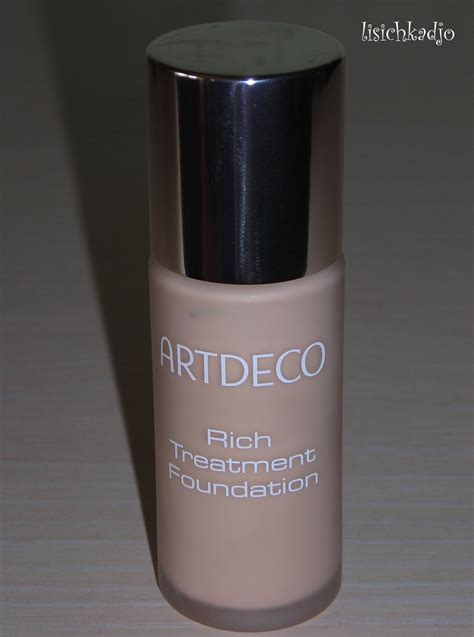 lisichkadjo
ARTDECO
Rich
Treatment
Foundation